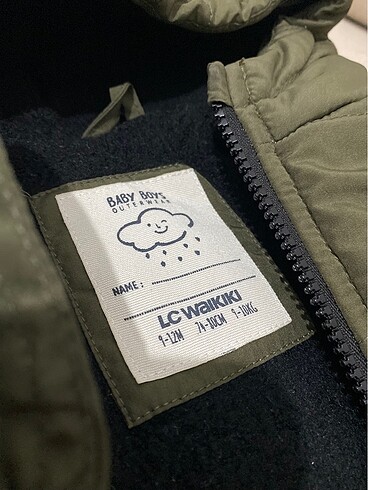 BABY BOYS
OUTERWEAR
NAME:
LC WAIKIKI
9-12M 74-80CM 9-10KG